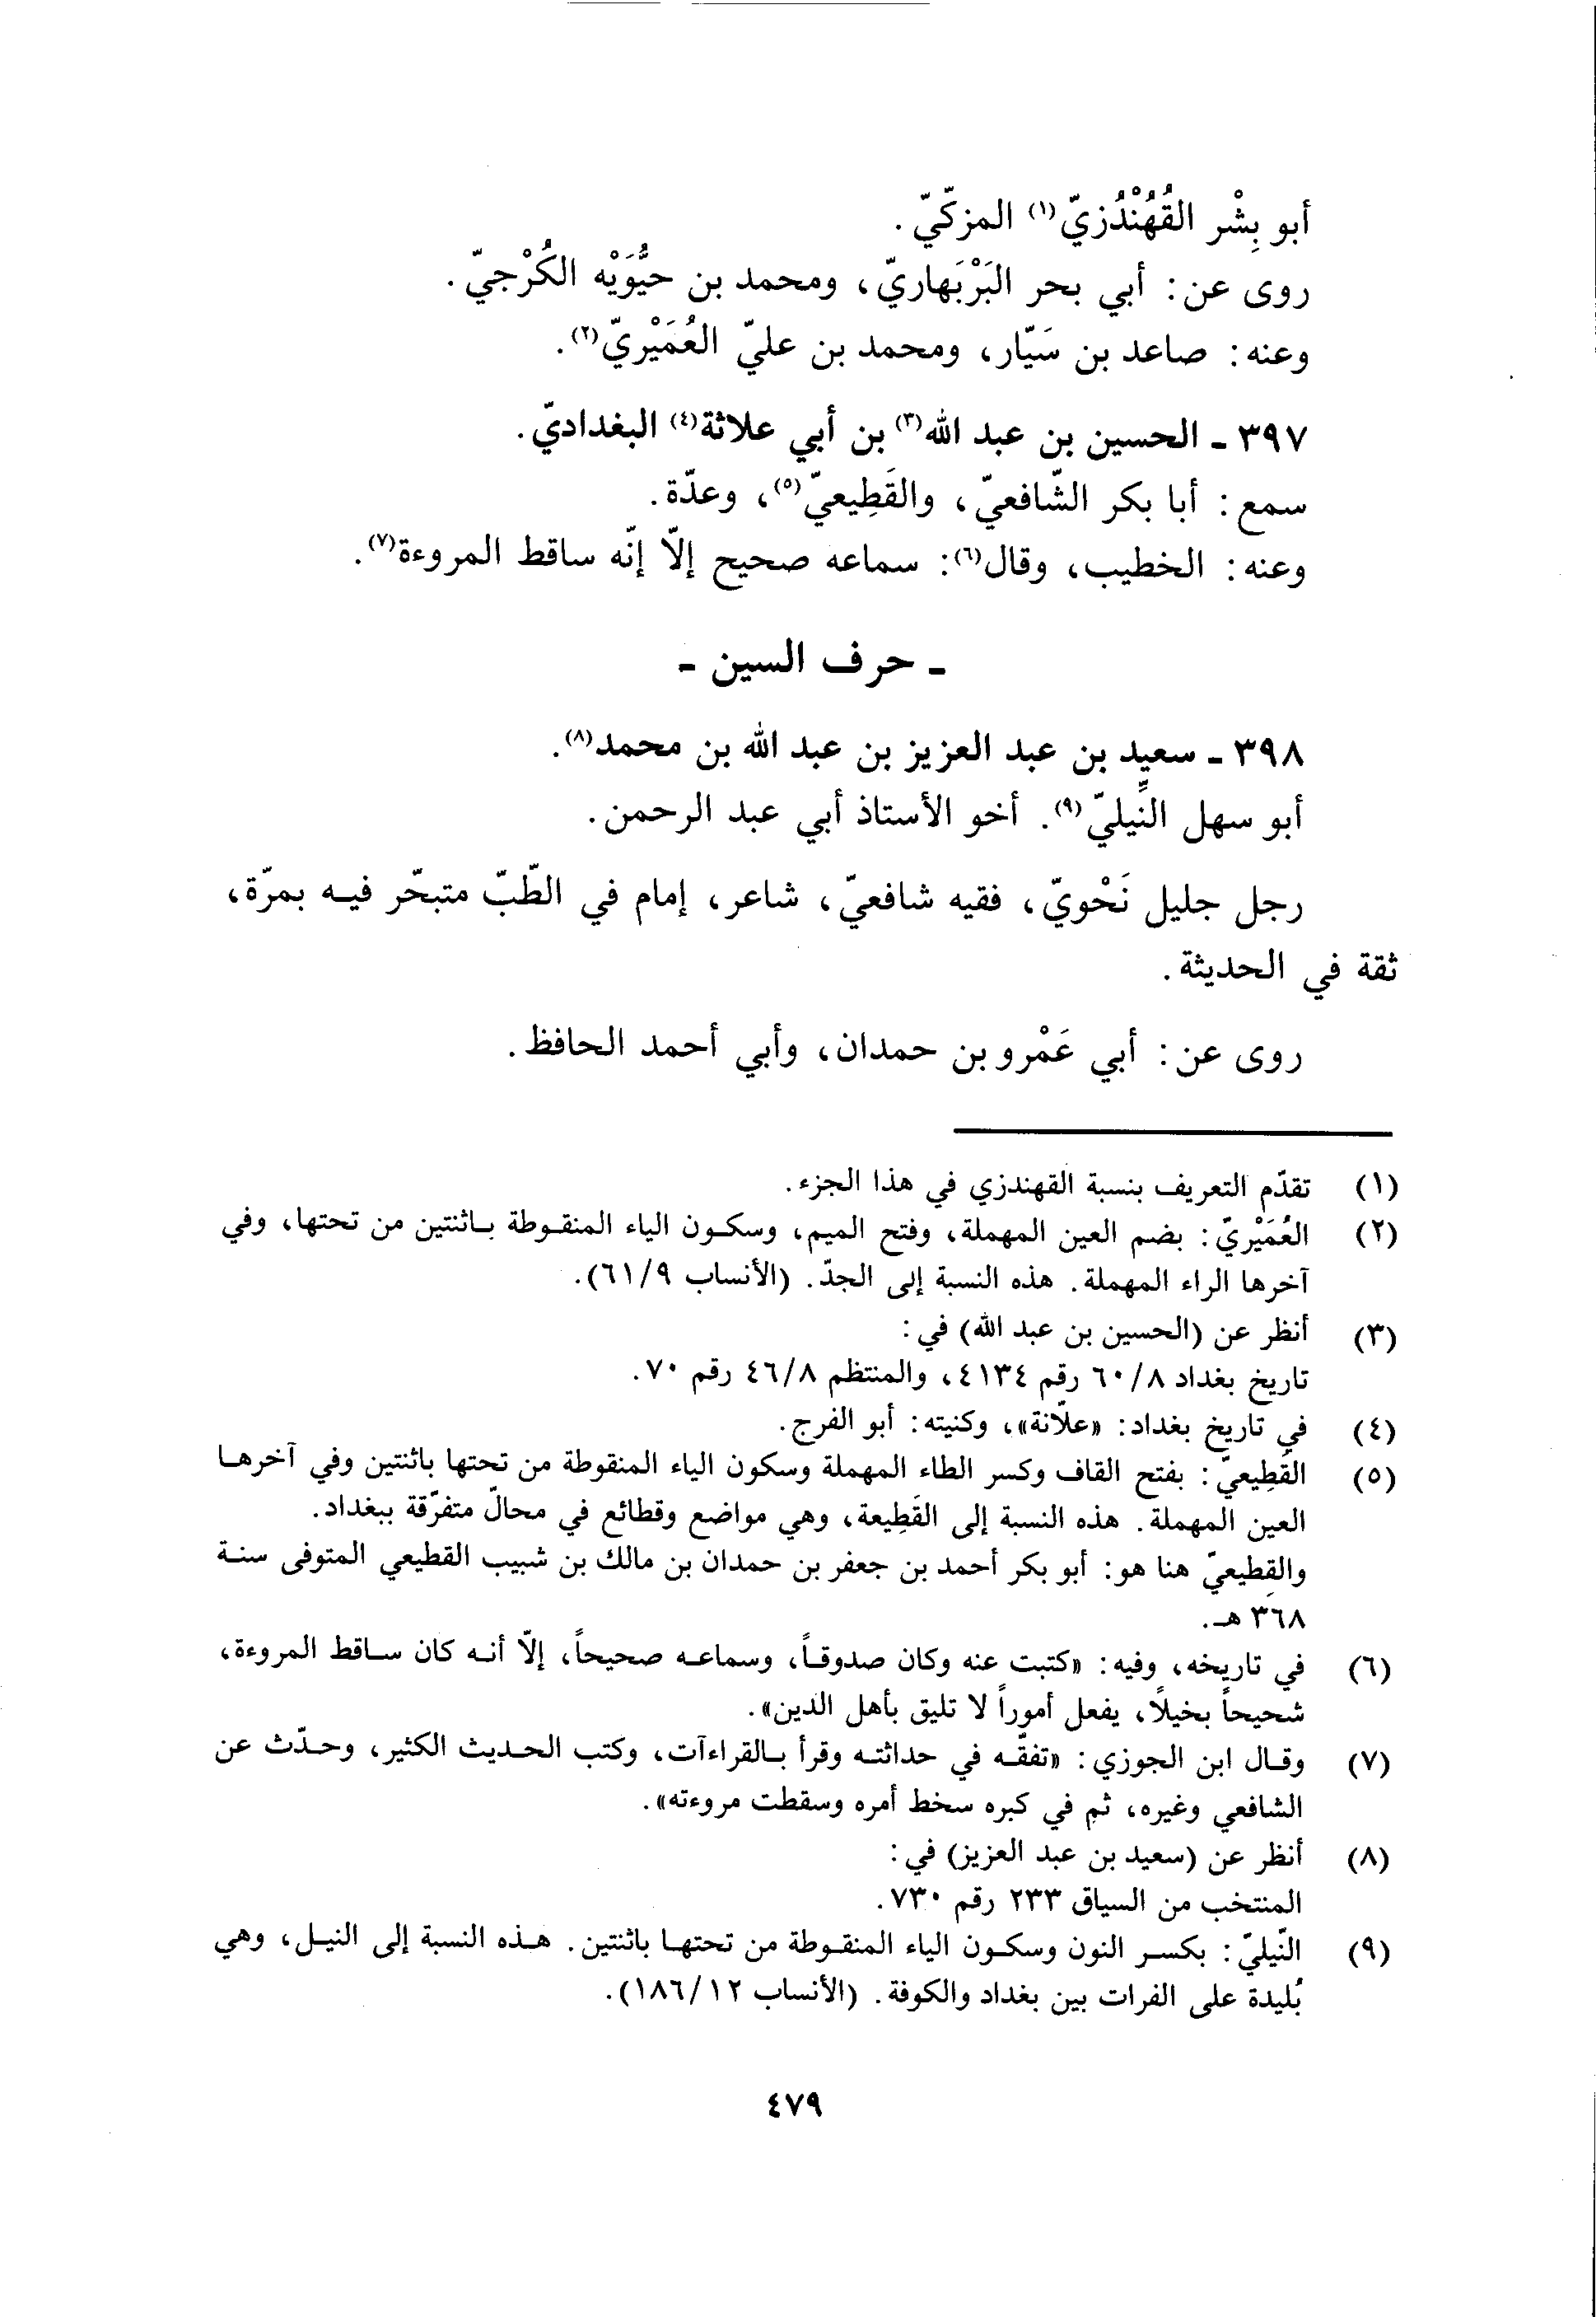 أبو بِشْر القُهُنْدُزيّ(١) المزكّيّ.
روى عن: أبي بحر البَرْبَهاريّ، ومحمد بن حيُّوَيْه الكُرْجيّ.
وعنه: صاعد بن سَيّار، ومحمد بن عليّ العُمَيْريّ(٢).
٣٩٧ - الحسين بن عبد الله(٣) بن أبي علاثة(٤) البغداديّ.
سمع: أبا بكر الشّافعيّ، والقَطِيعيّ(٥)، وعدّة.
وعنه: الخطيب، وقال(٦): سماعه صحيح إلّا إنّه ساقط المروءة(٧).
- حرف السين -
٣٩٨ - سعيد بن عبد العزيز بن عبد الله بن محمد(٨).
أبو سهل النِّيليّ(٩). أخو الأستاذ أبي عبد الرحمن.
رجل جليل نَحْويّ، فقيه شافعيّ، شاعر، إمام في الطّبّ متبحّر فيه بمرّة،
ثقة في الحديثة.
روى عن: أبي عَمْرو بن حمدان، وأبي أحمد الحافظ.
(١) تقدّم التعريف بنسبة القهندزي في هذا الجزء.
(٢) العُمَيْريّ: بضم العين المهملة، وفتح الميم، وسكون الياء المنقوطة باثنتين من تحتها، وفي
آخرها الراء المهملة. هذه النسبة إلى الجدّ. (الأنساب ٦١/٩).
(٣) أنظر عن (الحسين بن عبد الله) في:
تاريخ بغداد ٦٠/٨ رقم ٤١٣٤، والمنتظم ٤٦/٨ رقم ٧٠.
(٤) في تاريخ بغداد: «علّانة»، وكنيته: أبو الفرج.
(٥) القَطِيعيّ: بفتح القاف وكسر الطاء المهملة وسكون الياء المنقوطة من تحتها باثنتين وفي آخرها
العين المهملة. هذه النسبة إلى القَطِيعة، وهي مواضع وقطائع في محالّ متفرّقة ببغداد.
والقطيعيّ هنا هو: أبو بكر أحمد بن جعفر بن حمدان بن مالك بن شبيب القطيعي المتوفى سنة
٣٦٨ هـ.
(٦) في تاريخه، وفيه: «كتبت عنه وكان صدوقاً، وسماعه صحيحاً، إلّا أنه كان ساقط المروءة،
شحيحاً بخيلاً، يفعل أموراً لا تليق بأهل الدين».
(٧) وقال ابن الجوزي: «تفقّه في حداثته وقرأ بالقراءآت، وكتب الحديث الكثير، وحدّث عن
الشافعي وغيره، ثم في كبره سخط أمره وسقطت مروءته».
(٨) أنظر عن (سعيد بن عبد العزيز) في:
المنتخب من السياق ٢٣٣ رقم ٧٣٠.
(٩) النّيليّ: بكسر النون وسكون الياء المنقوطة من تحتها باثنتين. هذه النسبة إلى النيل، وهي
بُليدة على الفرات بين بغداد والكوفة. (الأنساب ١٨٦/١٢).
٤٧٩